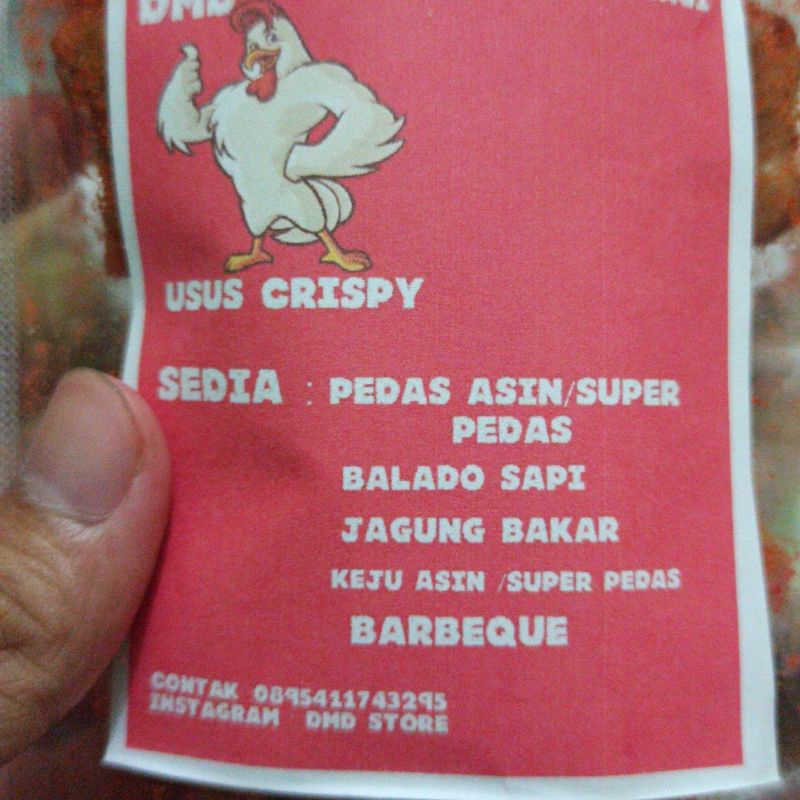 DMD
USUS CRISPY
SEDIA : PEDAS ASIN/SUPER
PEDAS
BALADO SAPI
JAGUNG BAKAR
KEJU ASIN /SUPER PEDAS
BARBEQUE
CONTAK 0895411743295
INSTAGRAM DMD STORE